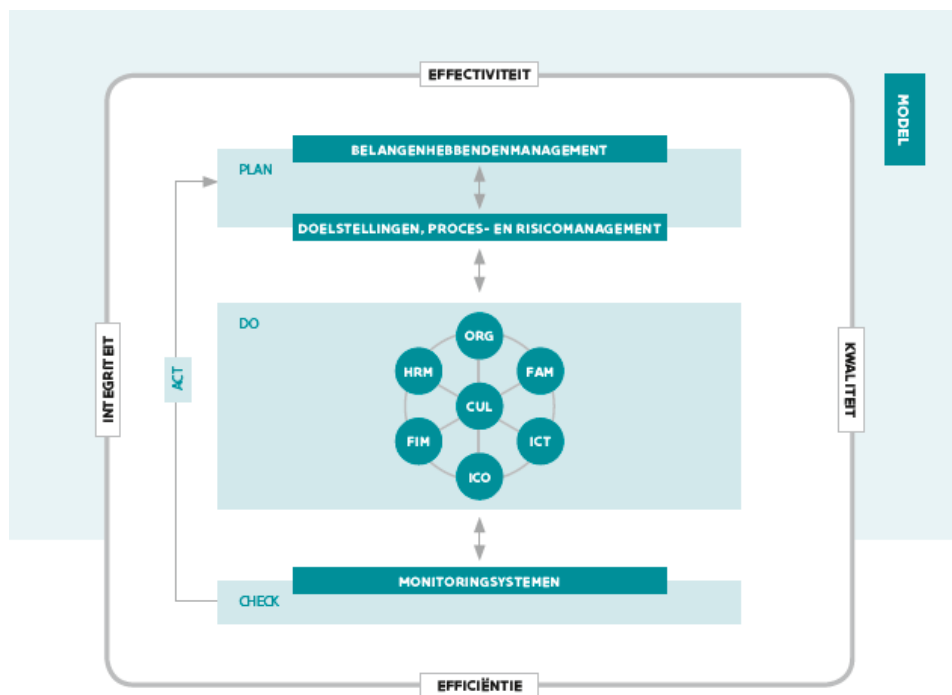 EFFECTIVITEIT
MODEL
BELANGENHEBBENDENMANAGEMENT
PLAN
DOELSTELLINGEN, PROCES- EN RISICOMANAGEMENT
DO
ORG
HRM
FAM
INTEGRITEIT
ACT
KWALITEIT
CUL
FIM
ICT
ICO
MONITORINGSYSTEMEN
CHECK
EFFICIËNTIE